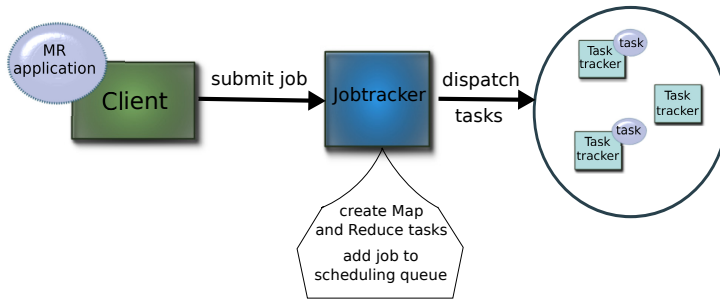 MR
application
Client
submit job
Jobtracker
dispatch
tasks
create Map
and Reduce tasks
add job to
scheduling queue
Task
tracker
task
Task
tracker
Task
tracker
task